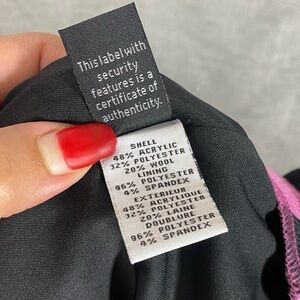 This label with
security
features is a
certificate of
authenticity.
SHELL
48% ACRYLIC
32% POLYESTER
20% WOOL
LINING
96% POLYESTER
4% SPANDEX
EXTERIEUR
48% ACRYLIQUE
32% POLYESTER
20% LAINE
DOUBLURE
96% POLYESTER
4% SPANDEX